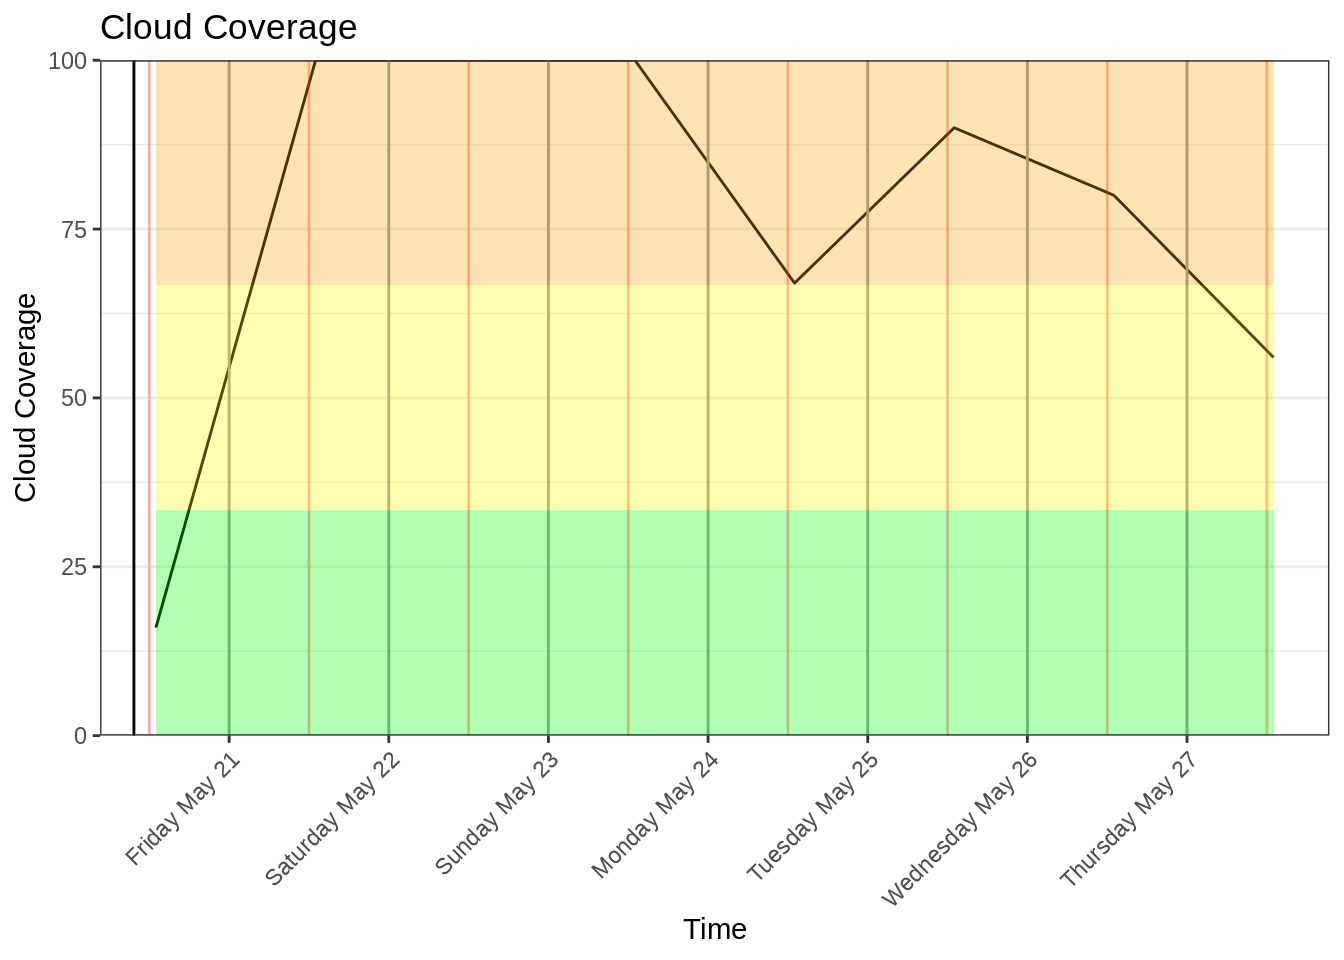 Cloud Coverage
100
75
50
25
0
Cloud Coverage
Friday May 21
Saturday May 22
Sunday May 23
Monday May 24
Tuesday May 25
Wednesday May 26
Thursday May 27
Time